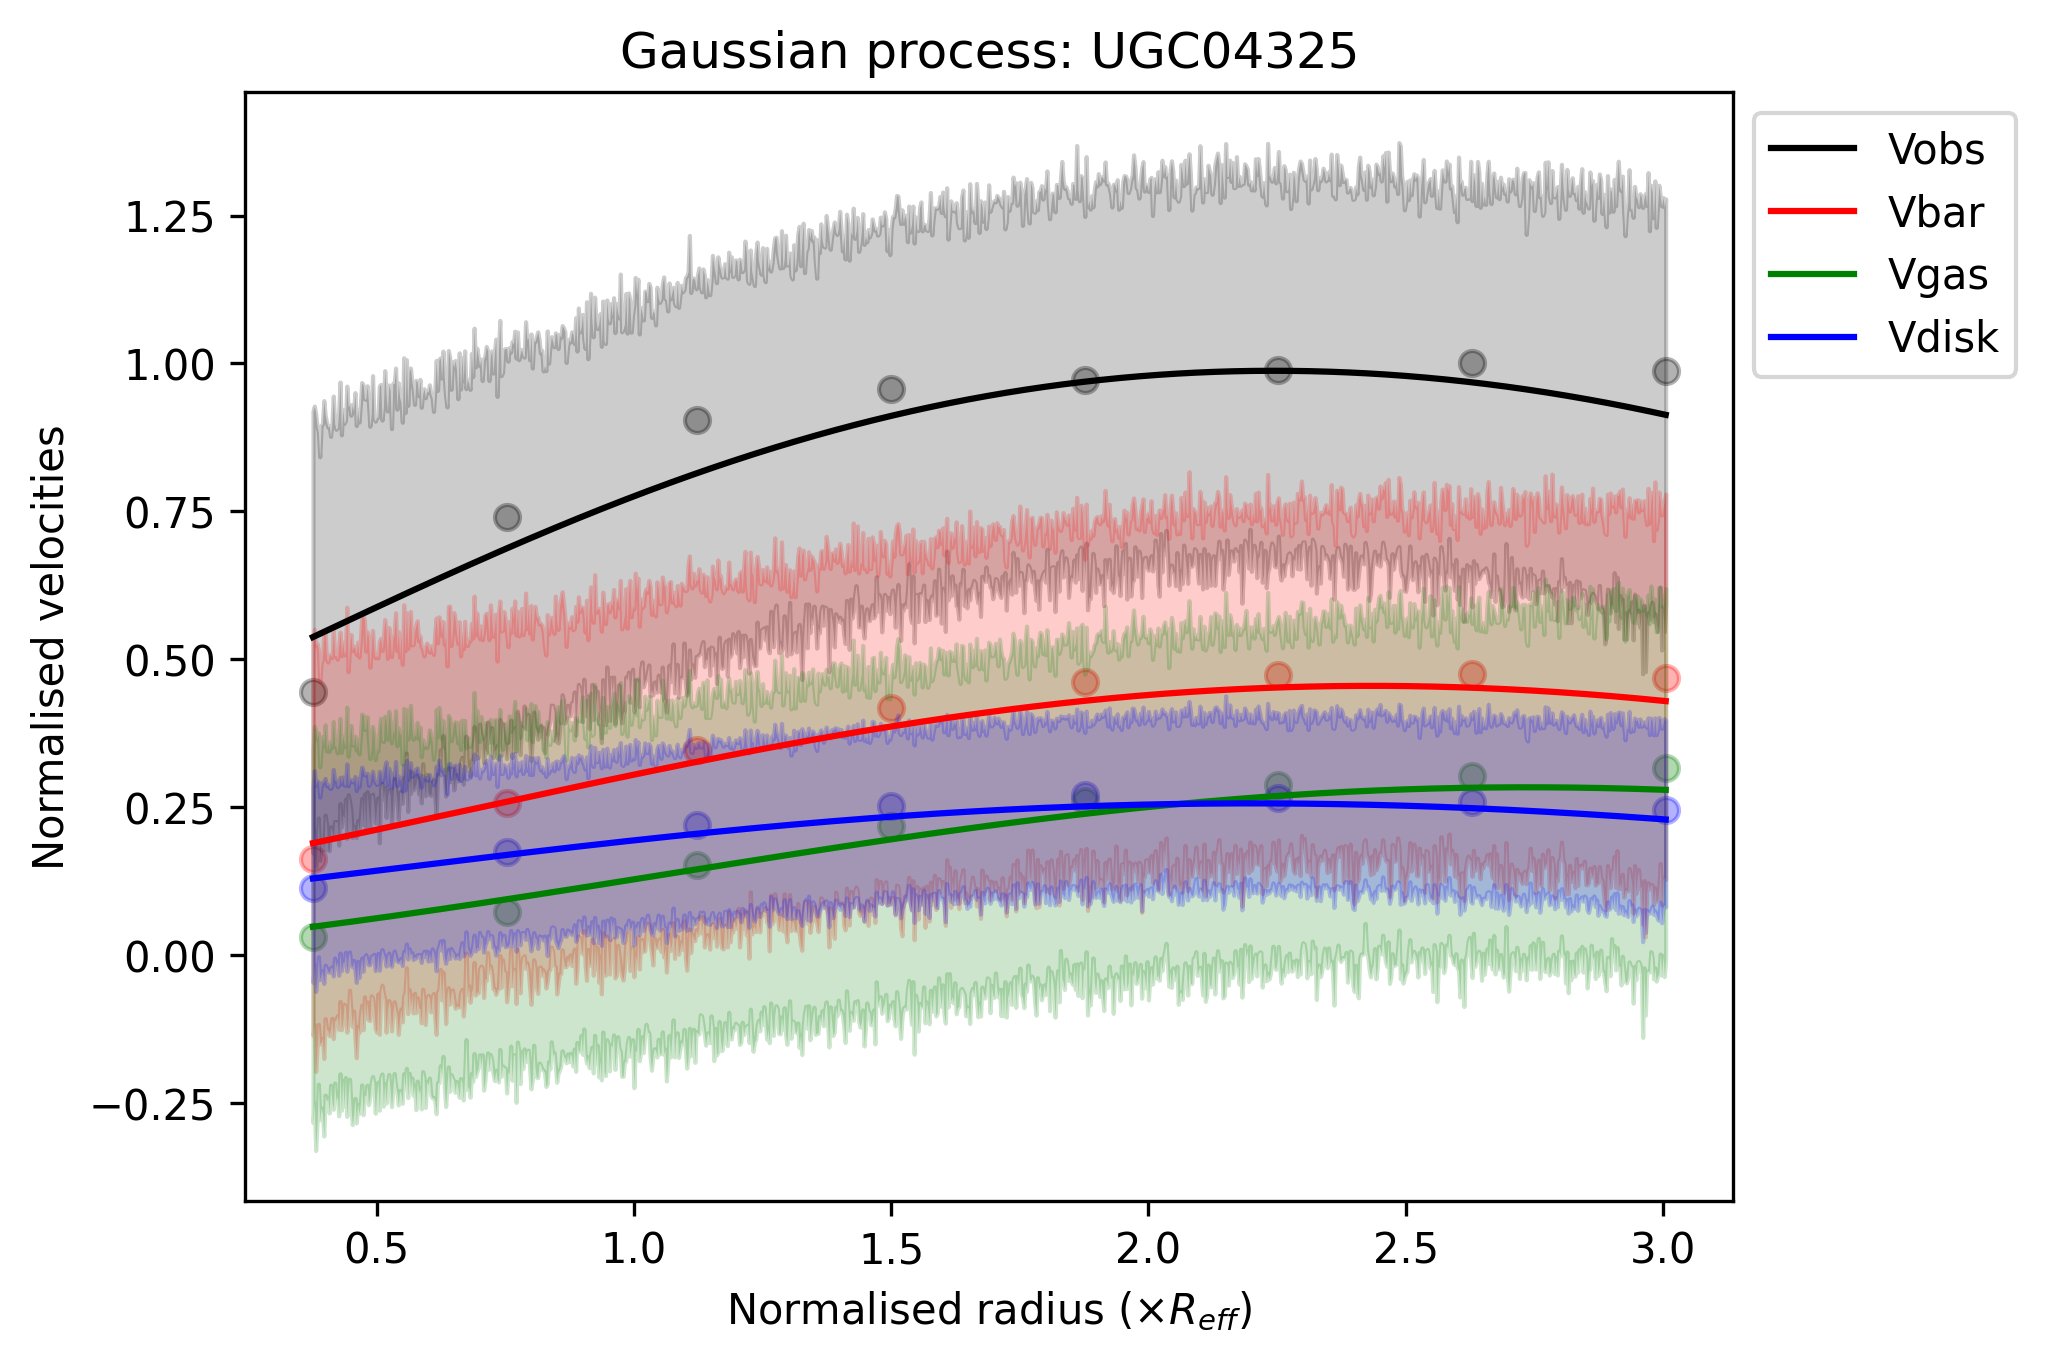 Gaussian process: UGC04325
Vobs
Vbar
Vgas
Vdisk
Normalised velocities
1.25
1.00
0.75
0.50
0.25
0.00
−0.25
0.5 1.0 1.5 2.0 2.5 3.0
Normalised radius (×R_eff)